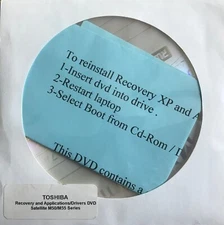 To reinstall Recovery XP and A
1-Insert dvd into drive .
2-Restart laptop
3-Select Boot from Cd-Rom / D
This DVD contains a
TOSHIBA
Recovery and Applications/Drivers DVD
Satellite M50/M55 Series